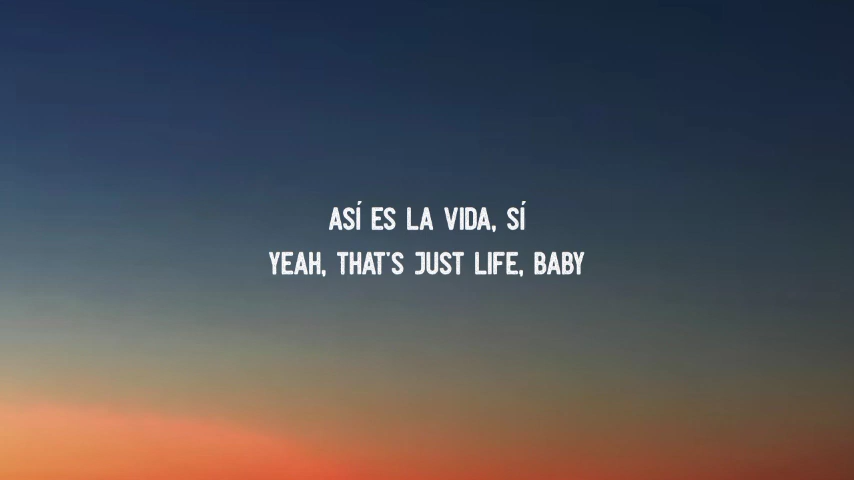 ASÍ ES LA VIDA, SÍ
YEAH, THAT'S JUST LIFE, BABY